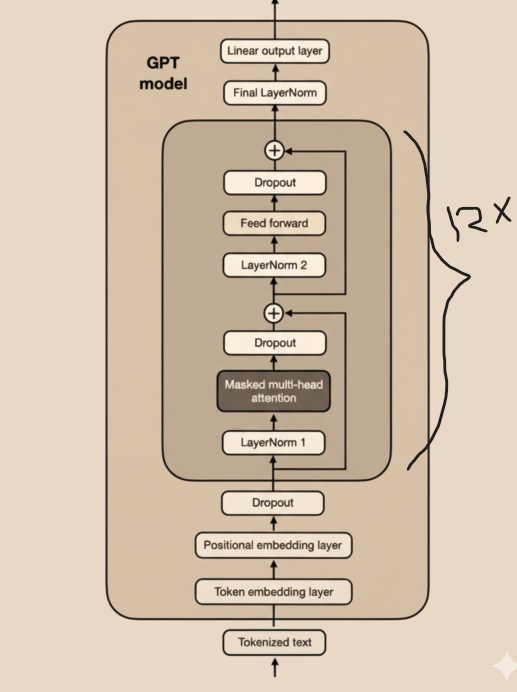 GPT
model
Linear output layer
Final LayerNorm
Dropout
Feed forward
LayerNorm 2
Dropout
Masked multi-head
attention
LayerNorm 1
Dropout
Positional embedding layer
Token embedding layer
Tokenized text
12 X